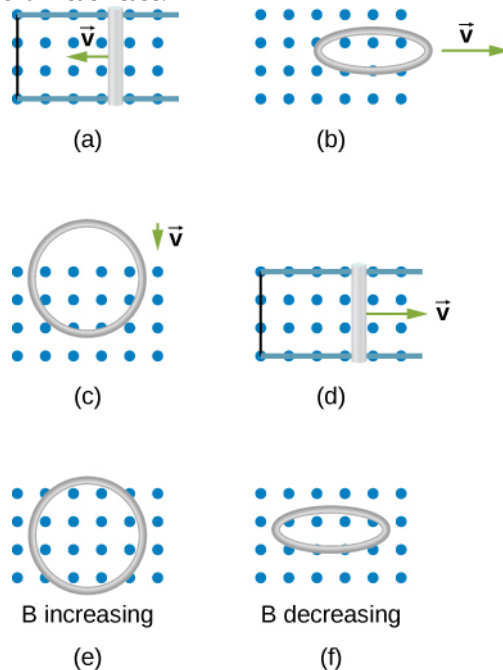 v
v
(a)
(b)
v
v
(c)
(d)
B increasing
B decreasing
(e)
(f)